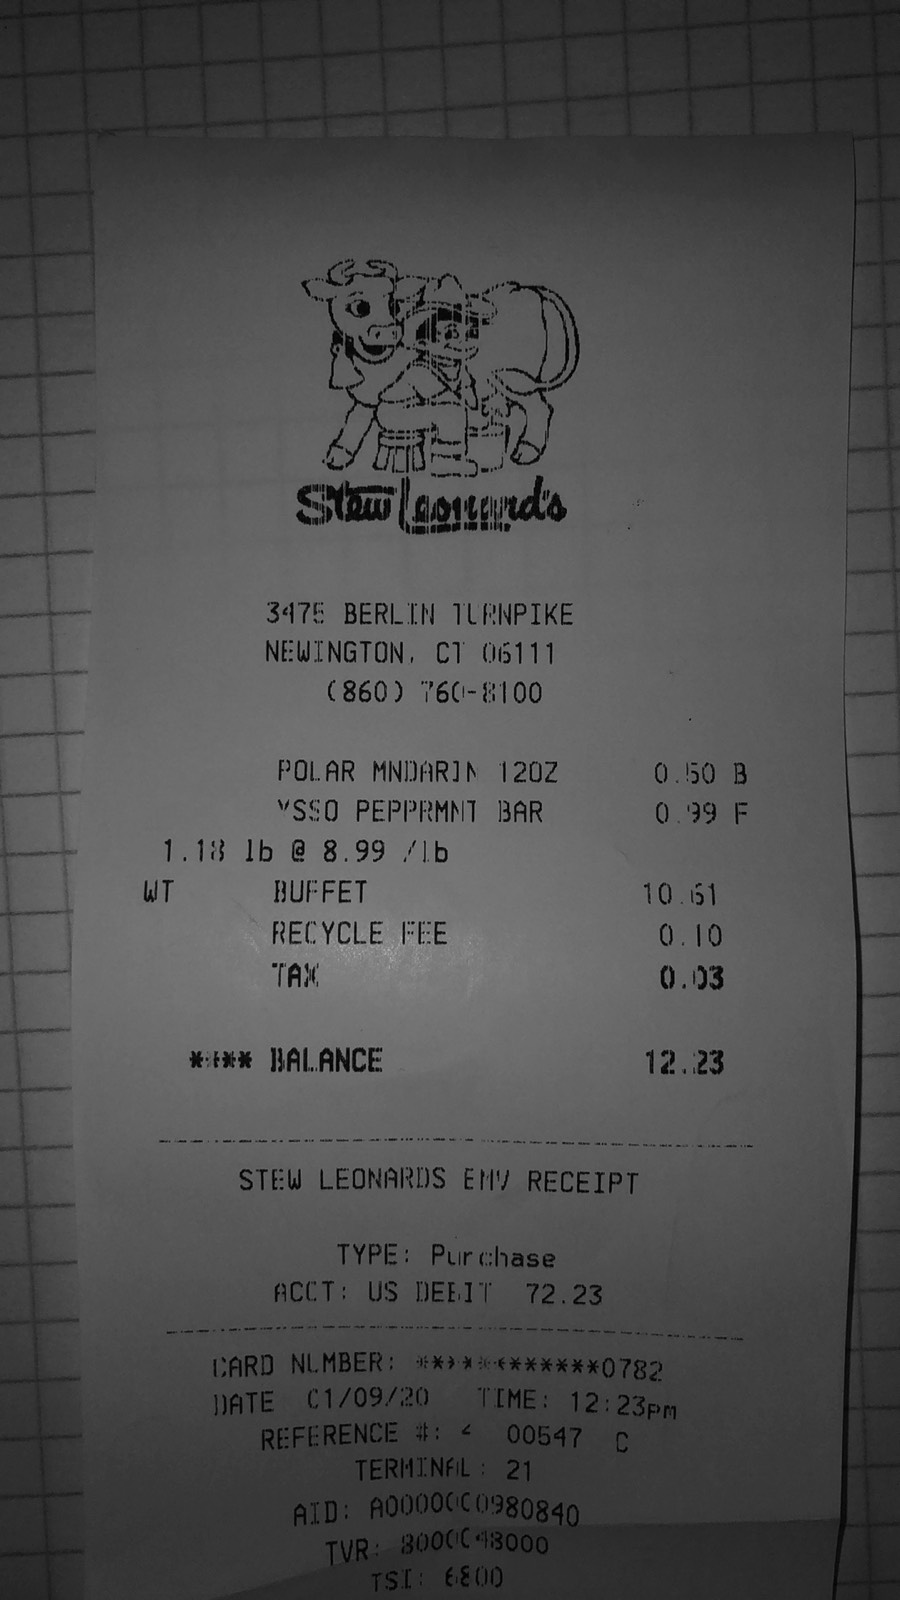 Stew Leonard's
3475 BERLIN TURNPIKE
NEWINGTON, CT 06111
(860) 760-8100
POLAR MNDARIN 12OZ 0.50 B
YSSO PEPPRMNT BAR 0.99 F
1.18 lb @ 8.99 /lb
WT BUFFET 10.61
RECYCLE FEE 0.10
TAX 0.03
**** BALANCE 12.23
STEW LEONARDS EMV RECEIPT
TYPE: Purchase
ACCT: US DEBIT 72.23
CARD NUMBER: ************0782
DATE 01/09/20 TIME: 12:23pm
REFERENCE #: 00547 C
TERMINAL: 21
AID: A0000000980840
TVR: 8000048000
TSI: 6800